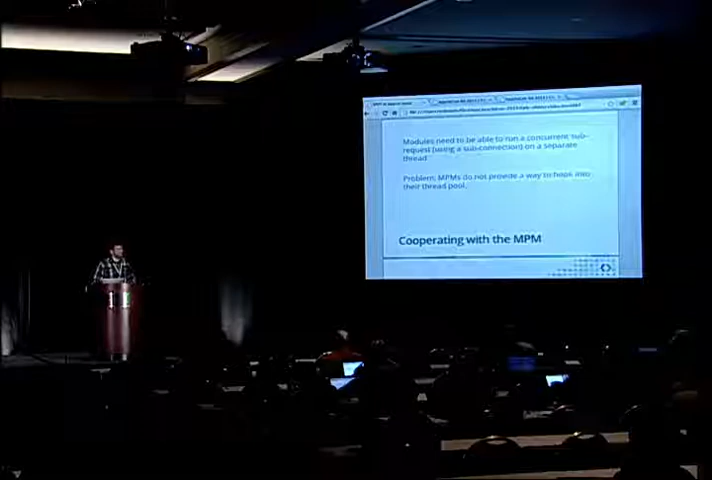 Modules need to be able to run a concurrent sub-
request (using a sub-connection) on a separate
thread
Problem: MPMs do not provide a way to hook into
their thread pool.
Cooperating with the MPM